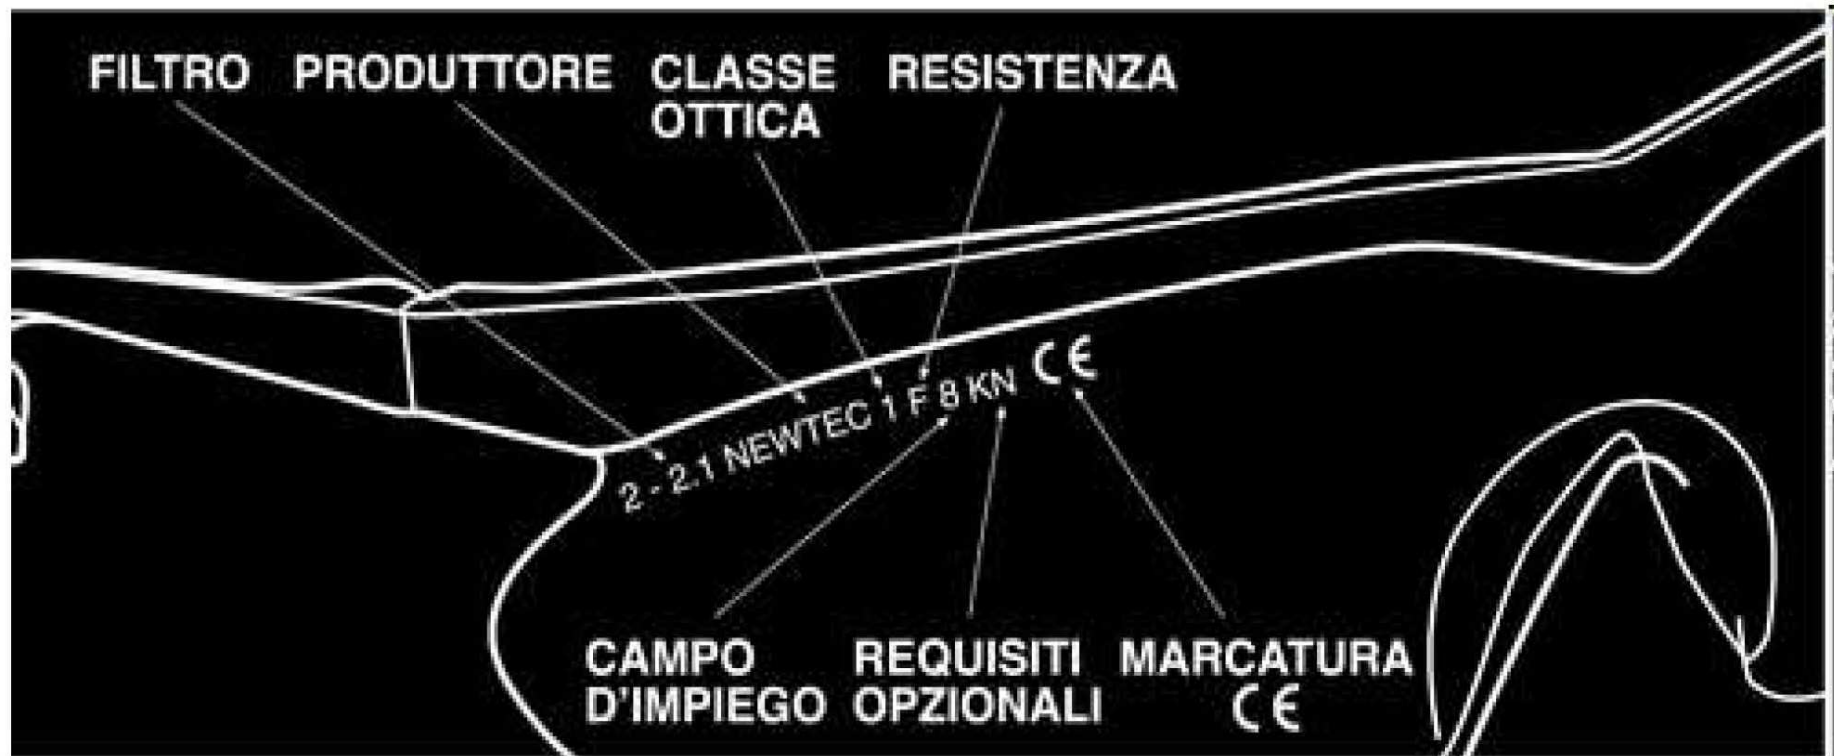 FILTRO PRODUTTORE CLASSE OTTICA RESISTENZA
2 - 2.1 NEWTEC 1 F 8 KN CE
CAMPO D'IMPIEGO REQUISITI OPZIONALI MARCATURA CE